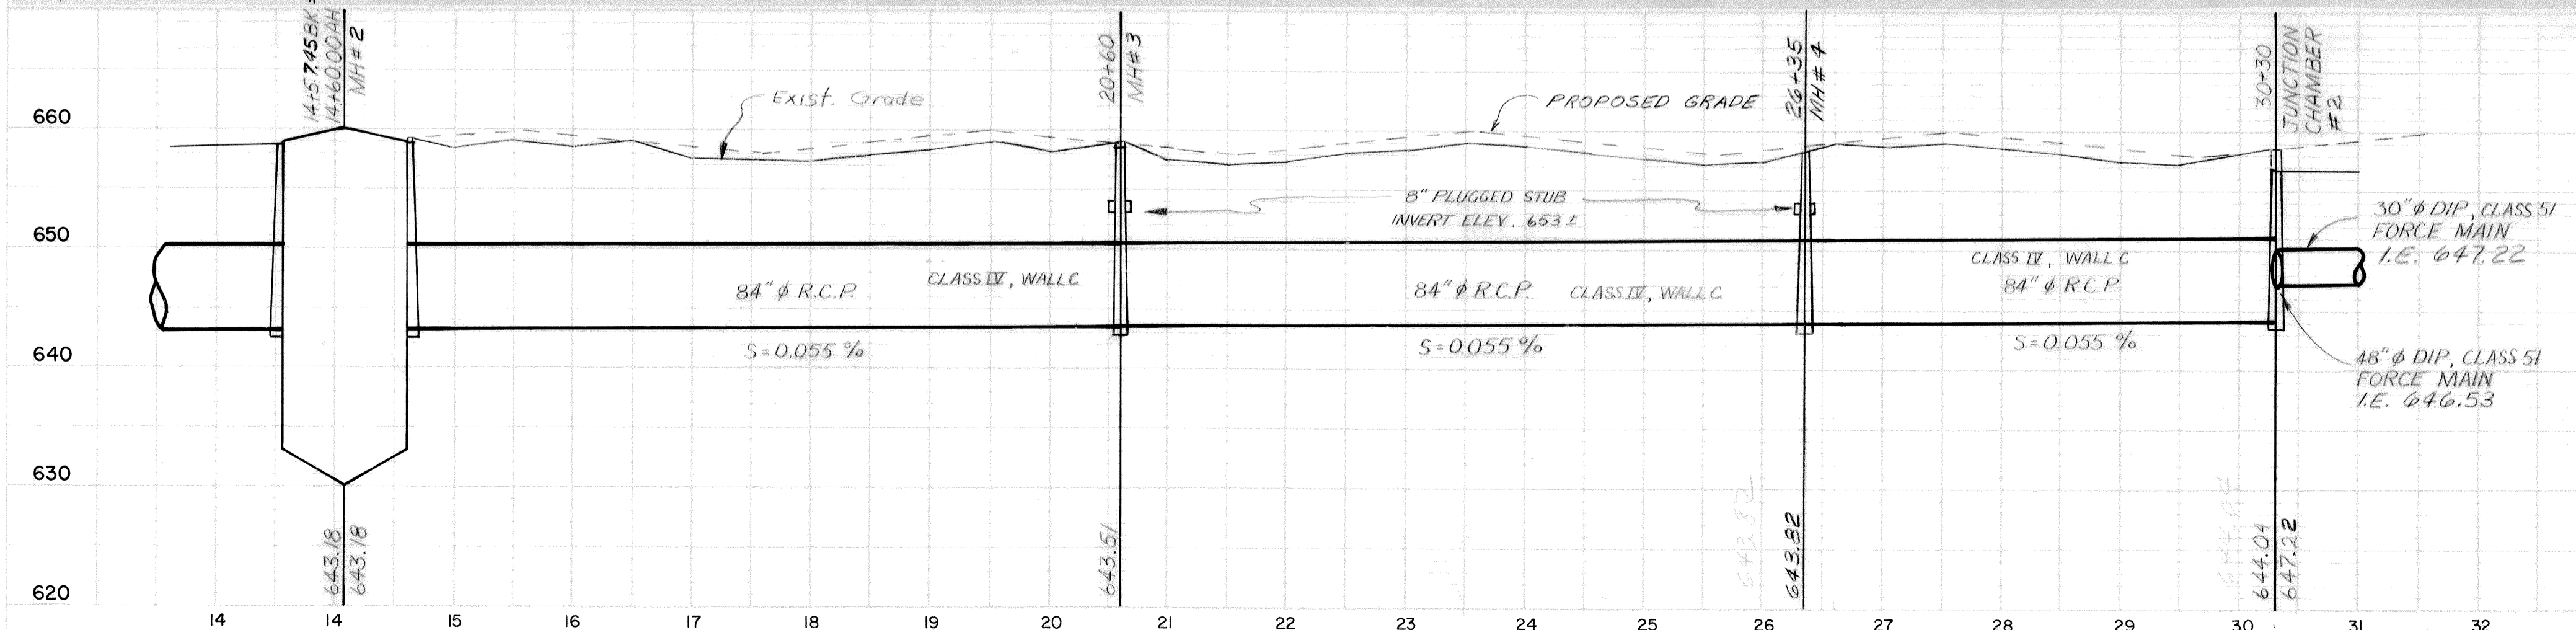 14+57.45BK.=
14+60.00AH.
MH#2
20+60
MH#3
26+35
MH#4
30+30
JUNCTION
CHAMBER
#2
Exist. Grade
PROPOSED GRADE
660
650
640
630
620
8" PLUGGED STUB
INVERT ELEV. 653±
30"ϕ DIP, CLASS 51
FORCE MAIN
I.E. 647.22
84"ϕ R.C.P.
CLASS IV, WALL C
84"ϕ R.C.P.
CLASS IV, WALL C
CLASS IV, WALL C
84"ϕ R.C.P.
S=0.055 %
S=0.055 %
S=0.055 %
48"ϕ DIP, CLASS 51
FORCE MAIN
I.E. 646.53
643.18
643.18
643.51
643.82
643.82
644.04
644.04
647.22
14 14 15 16 17 18 19 20 21 22 23 24 25 26 27 28 29 30 31 32